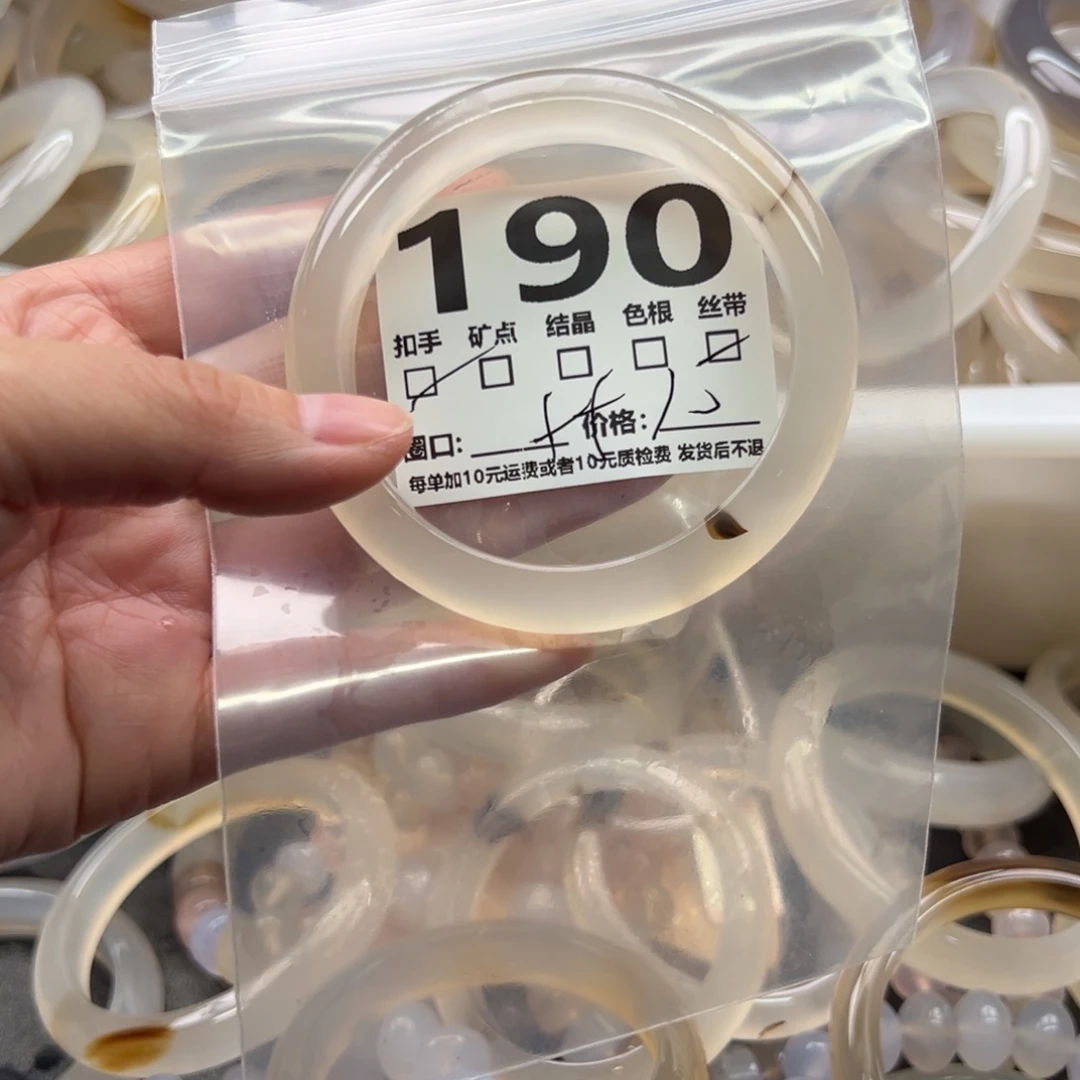 190
扣手 矿点 结晶 色根 丝带
圈口: 价格:
每单加10元运费或者10元质检费 发货后不退